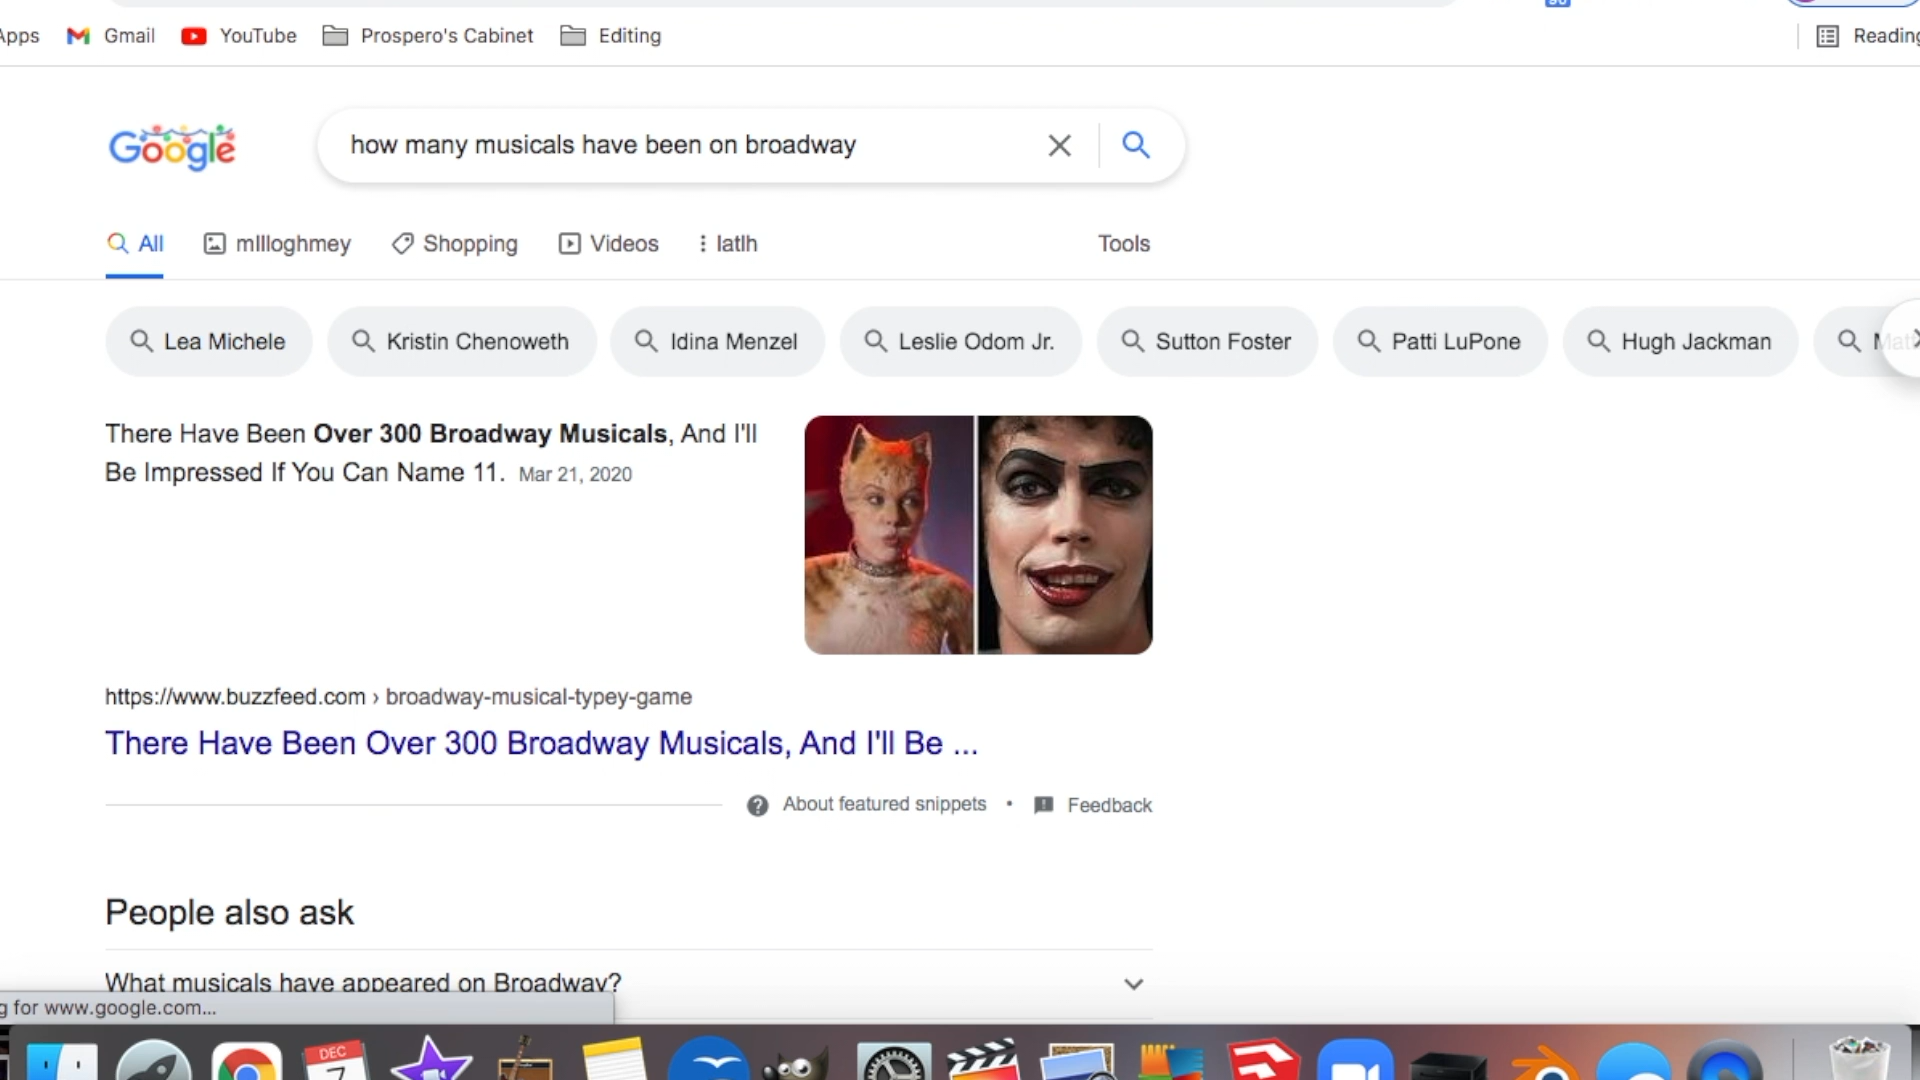 Apps Gmail YouTube Prospero's Cabinet Editing Reading
Google how many musicals have been on broadway
All mIlloghmey Shopping Videos latlh Tools
Lea Michele Kristin Chenoweth Idina Menzel Leslie Odom Jr. Sutton Foster Patti LuPone Hugh Jackman Matt
There Have Been Over 300 Broadway Musicals, And I'll
Be Impressed If You Can Name 11. Mar 21, 2020
https://www.buzzfeed.com › broadway-musical-typey-game
There Have Been Over 300 Broadway Musicals, And I'll Be ...
About featured snippets • Feedback
People also ask
What musicals have appeared on Broadway?
g for www.google.com...
DEC
7